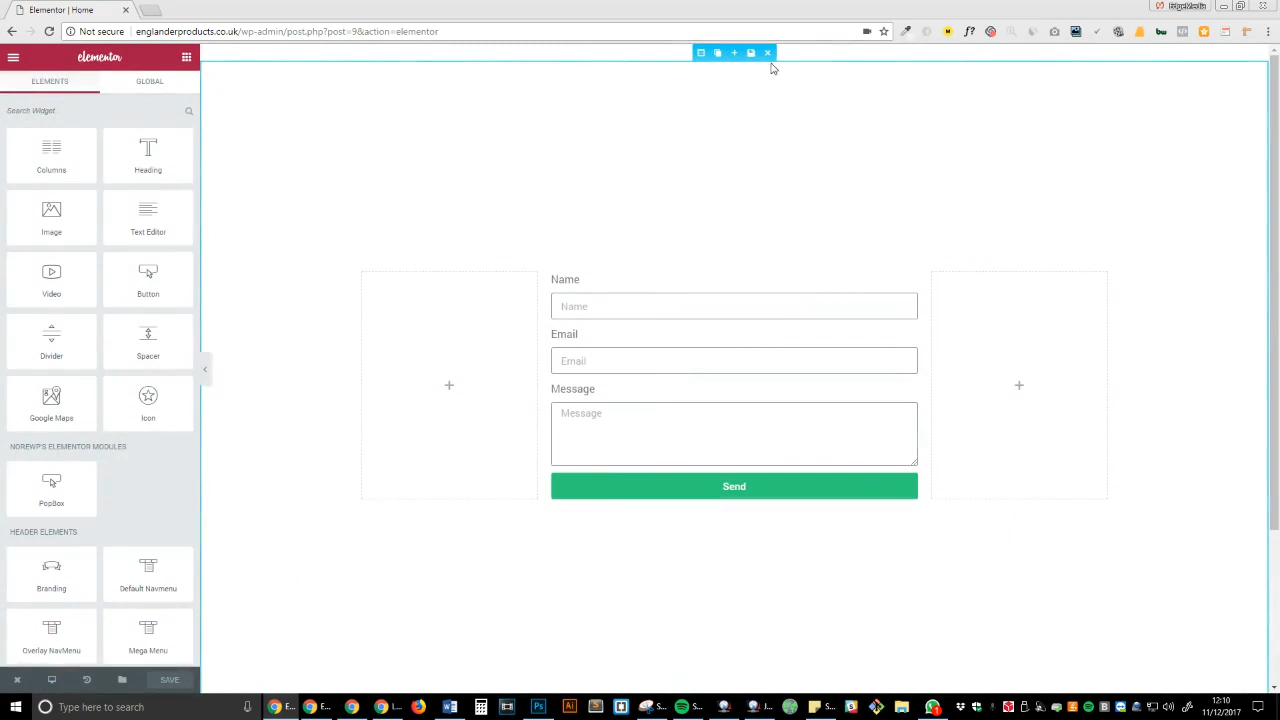 Elementor | Home
EdgeMedia
englanderproducts.co.uk/wp-admin/post.php?post=9&action=elementor
elementor
ELEMENTS
GLOBAL
Search Widget
Columns
Heading
Image
Text Editor
Video
Button
Divider
Spacer
Google Maps
Icon
NOREWP'S ELEMENTOR MODULES
PopBox
HEADER ELEMENTS
Branding
Default Navmenu
Overlay NavMenu
Mega Menu
SAVE
Name
Name
Email
Email
Message
Message
Send
Type here to search
E...
E...
L...
S...
S...
J...
S...
12:10
11/12/2017